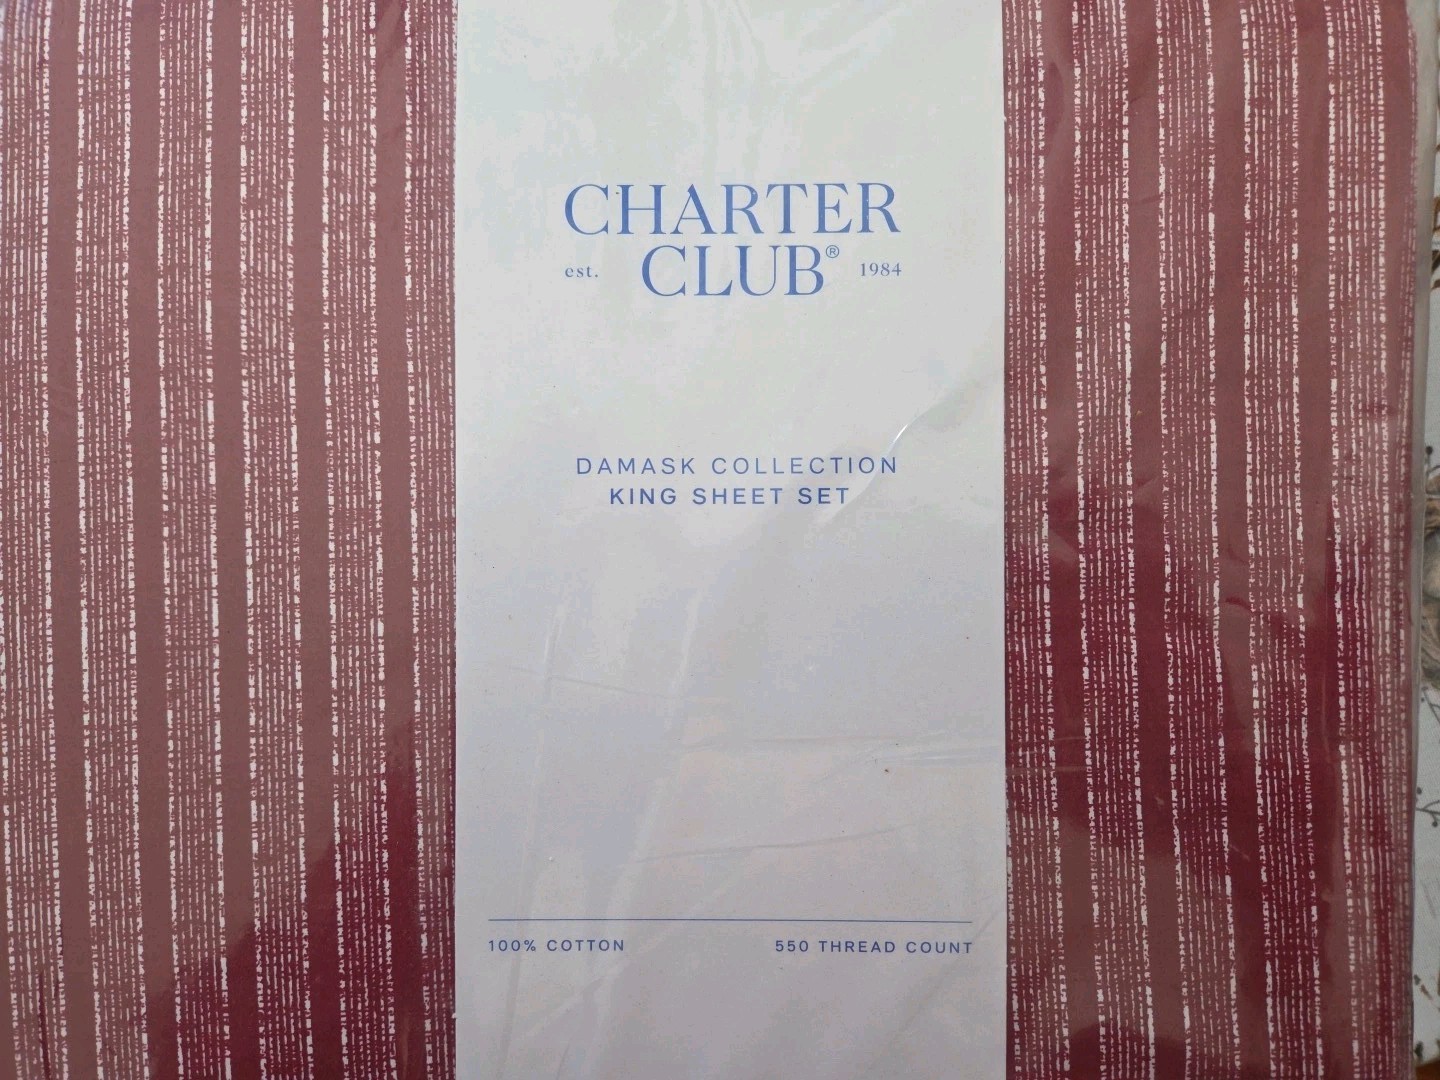 CHARTER
est. CLUB® 1984
DAMASK COLLECTION
KING SHEET SET
100% COTTON 550 THREAD COUNT